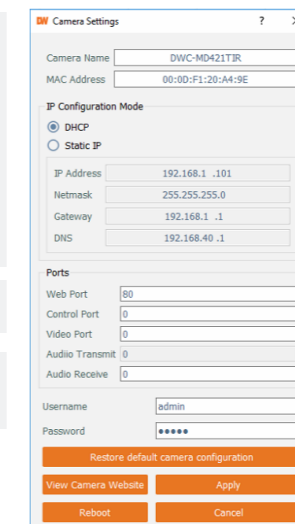 DW Camera Settings ?
Camera Name DWC-MD421TIR
MAC Address 00:0D:F1:20:A4:9E
IP Configuration Mode
DHCP
Static IP
IP Address 192.168.1 .101
Netmask 255.255.255.0
Gateway 192.168.1 .1
DNS 192.168.40 .1
Ports
Web Port 80
Control Port 0
Video Port 0
Audiio Transmit 0
Audio Receive 0
Username admin
Password •••••
Restore default camera configuration
View Camera Website Apply
Reboot Cancel